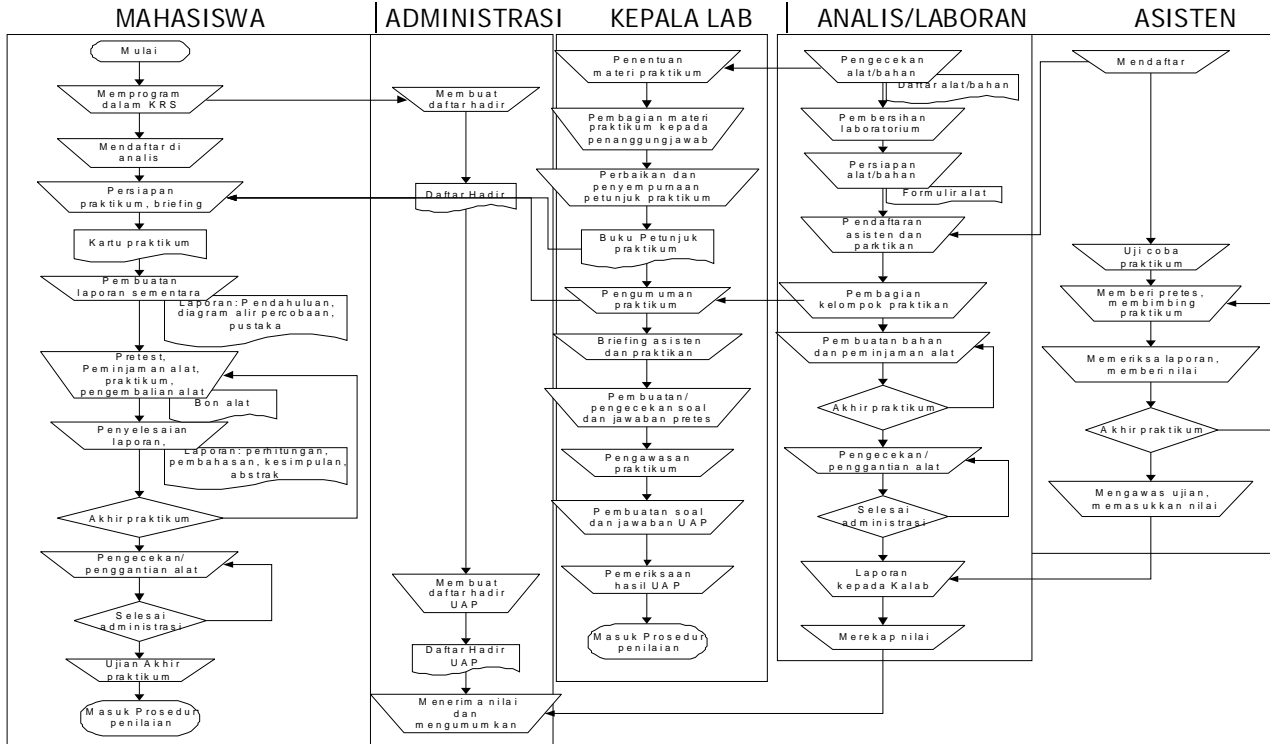 MAHASISWA
ADMINISTRASI
KEPALA LAB
ANALIS/LABORAN
ASISTEN
Mulai
Memprogram
dalam KRS
Mendaftar di
analis
Persiapan
praktikum, briefing
Kartu praktikum
Pembuatan
laporan sementara
Laporan: Pendahuluan,
diagram alir percobaan,
pustaka
Pretest,
Peminjaman alat,
praktikum,
pengembalian alat
Bon alat
Penyelesaian
laporan,
Laporan: perhitungan,
pembahasan, kesimpulan,
abstrak
Akhir praktikum
Pengecekan/
penggantian alat
Selesai
administrasi
Ujian Akhir
praktikum
Masuk Prosedur
penilaian
Membuat
daftar hadir
Daftar Hadir
Membuat
daftar hadir
UAP
Daftar Hadir
UAP
Menerima nilai
dan
mengumumkan
Penentuan
materi praktikum
Pembagian materi
praktikum kepada
penanggungjawab
Perbaikan dan
penyempurnaan
petunjuk praktikum
Buku Petunjuk
praktikum
Pengumuman
praktikum
Briefing asisten
dan praktikan
Pembuatan/
pengecekan soal
dan jawaban pretes
Pengawasan
praktikum
Pembuatan soal
dan jawaban UAP
Pemeriksaan
hasil UAP
Masuk Prosedur
penilaian
Pengecekan
alat/bahan
Daftar alat/bahan
Pembersihan
laboratorium
Persiapan
alat/bahan
Formulir alat
Pendaftaran
asisten dan
parktikan
Pembagian
kelompok praktikan
Pembuatan bahan
dan peminjaman alat
Akhir praktikum
Pengecekan/
penggantian alat
Selesai
administrasi
Laporan
kepada Kalab
Merekap nilai
Mendaftar
Uji coba
praktikum
Memberi pretes,
membimbing
praktikum
Memeriksa laporan,
memberi nilai
Akhir praktikum
Mengawas ujian,
memasukkan nilai